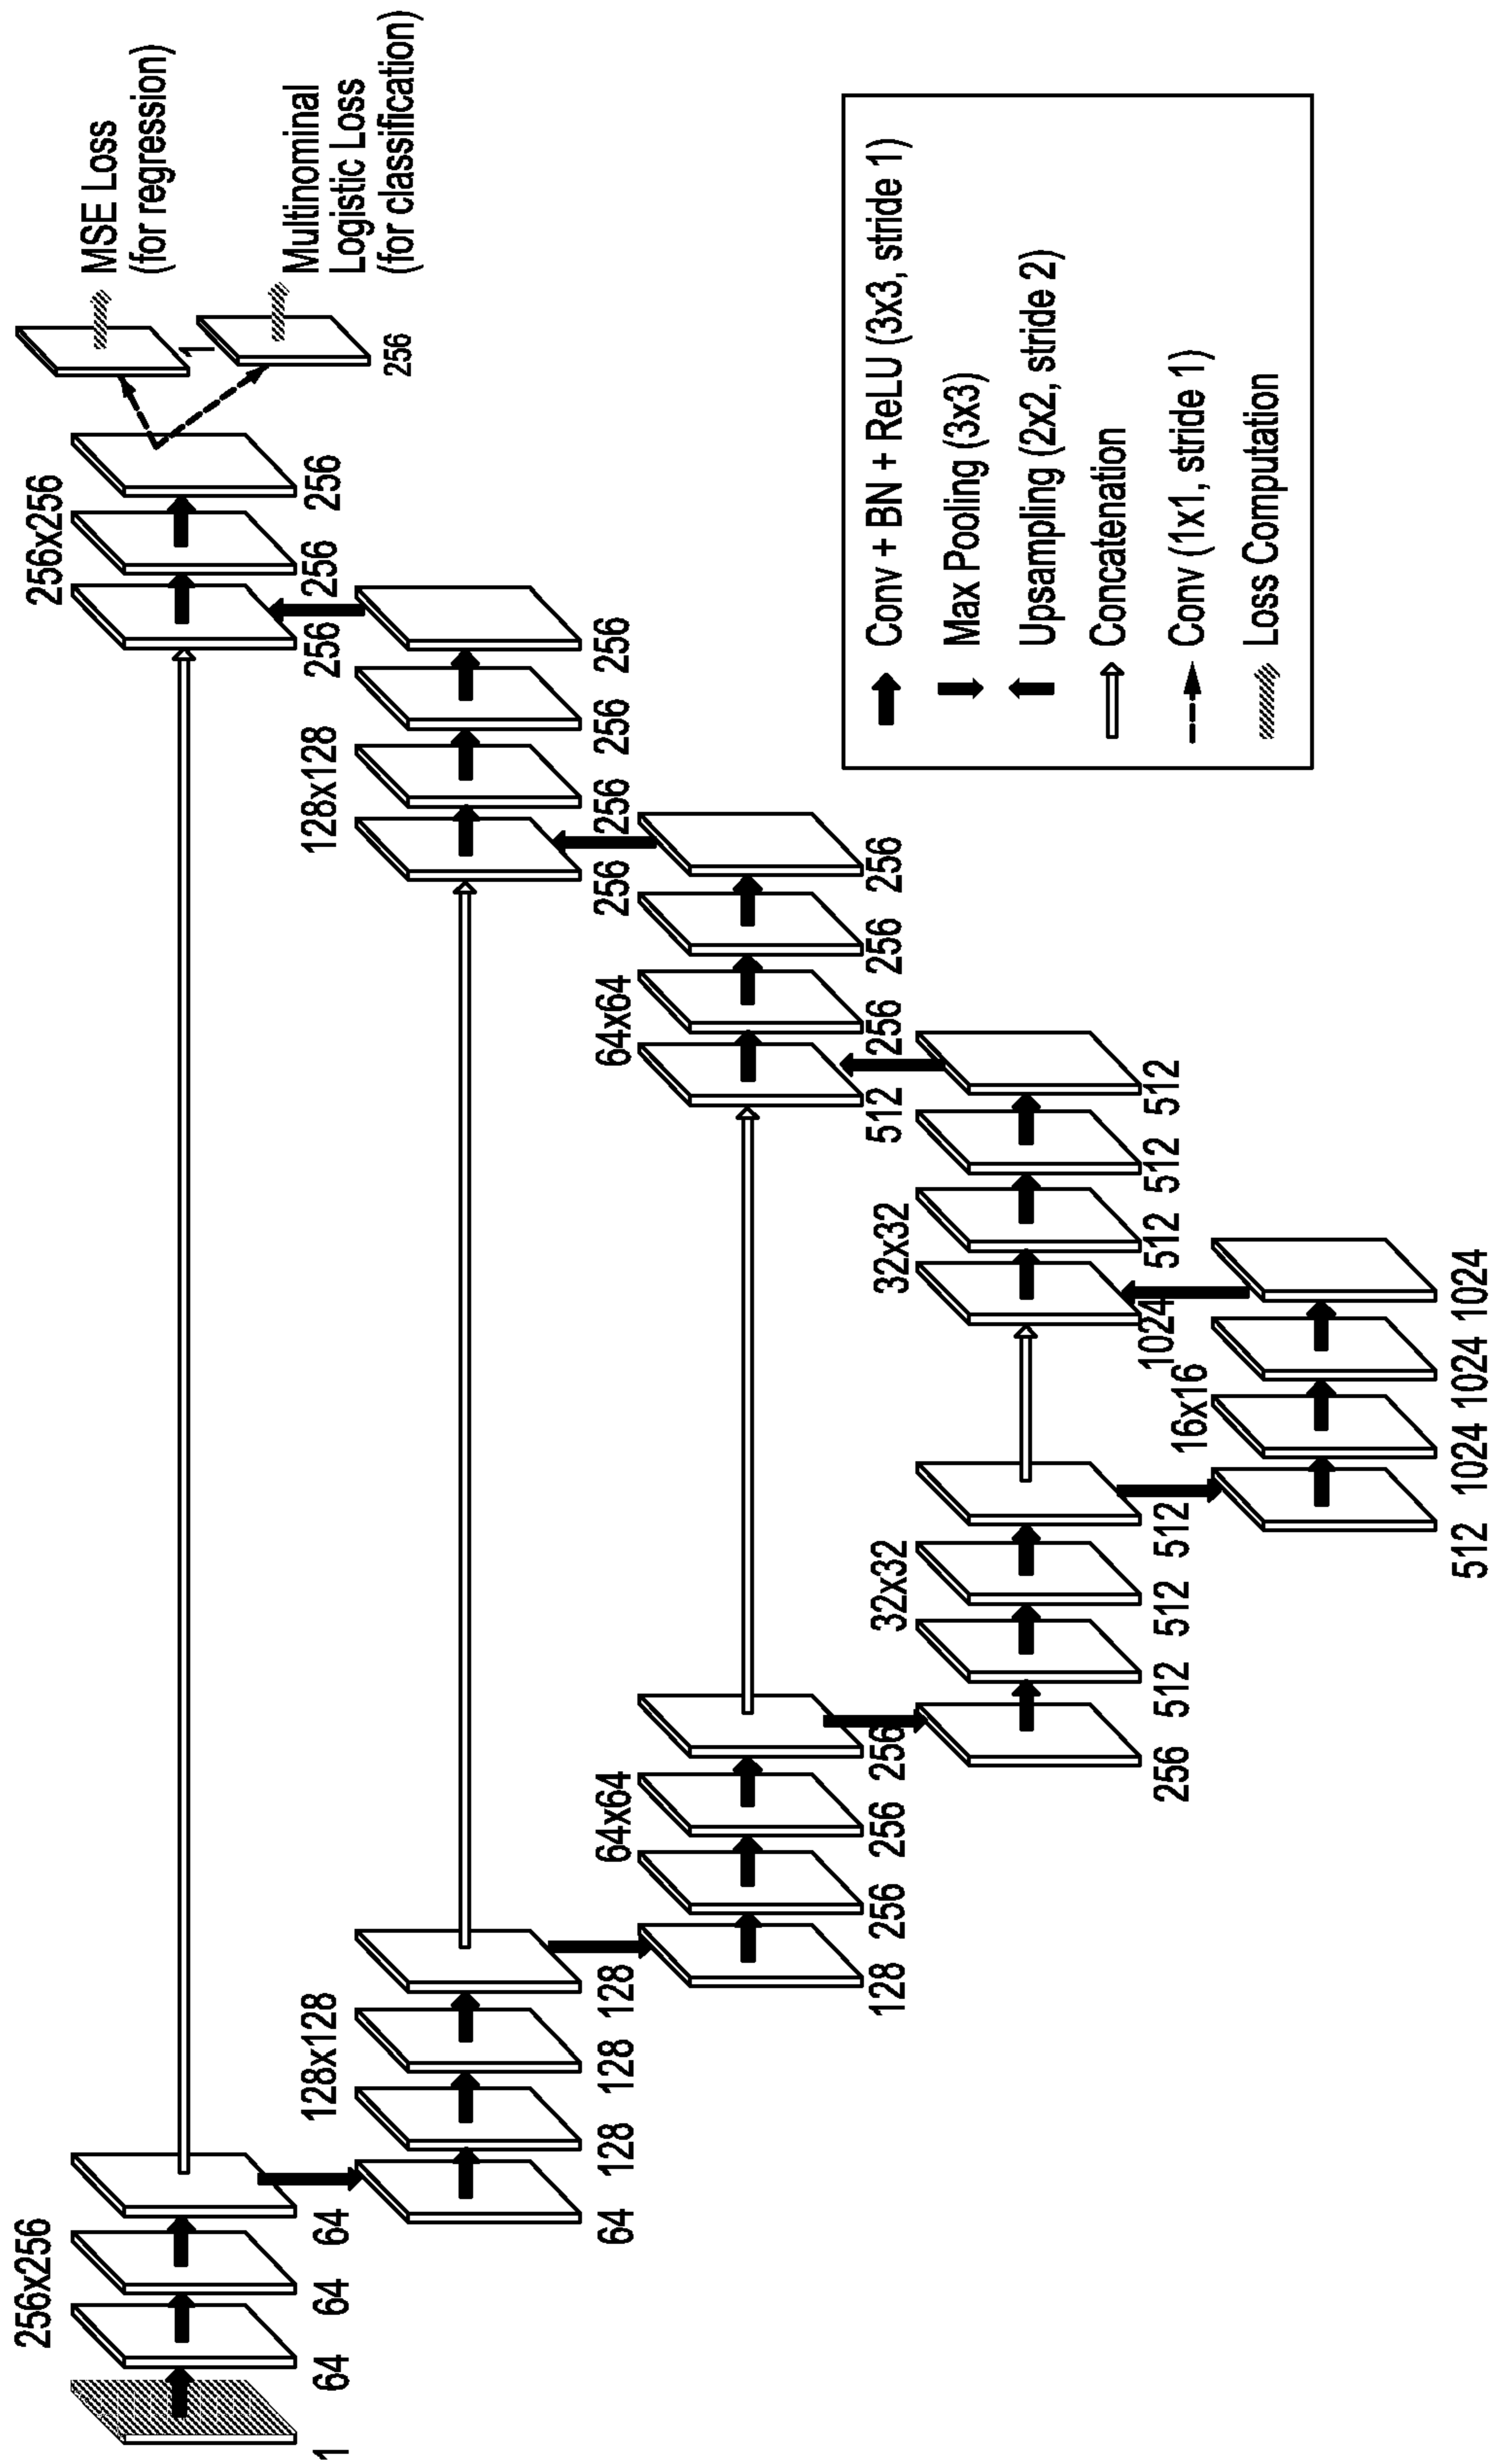 256x256
256x256
MSE Loss
(for regression)
1
Multinominal
Logistic Loss
(for classification)
256
1 64 64 64
256 256 256
128x128
128x128
64 128 128 128
256 256 256 256
64x64
64x64
128 256 256 256
512 256 256 256
32x32
32x32
256 512 512 512
1024 512 512 512
16x16
512 1024 1024 1024
Conv + BN + ReLU (3x3, stride 1)
Max Pooling (3x3)
Upsampling (2x2, stride 2)
Concatenation
Conv (1x1, stride 1)
Loss Computation